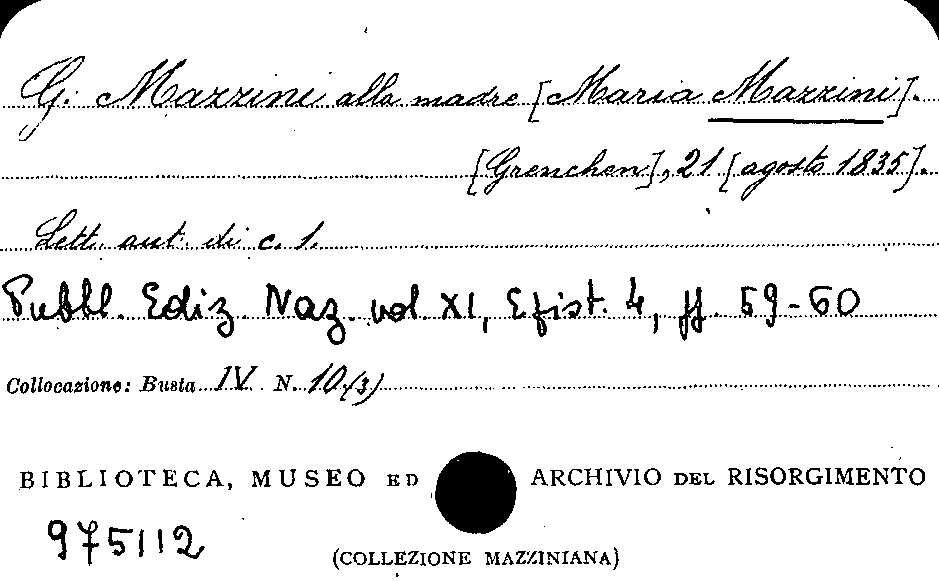 G. Mazzini alla madre [Maria Mazzini].
[Grenchen], 21 [agosto 1835].
Lett. aut. di c. 1.
Pubbl. Ediz. Naz. vol. XI, Epist. 4, pp. 59-60
Collocazione: Busta IV N. 10(3)
BIBLIOTECA, MUSEO ED ARCHIVIO DEL RISORGIMENTO
975112
(COLLEZIONE MAZZINIANA)